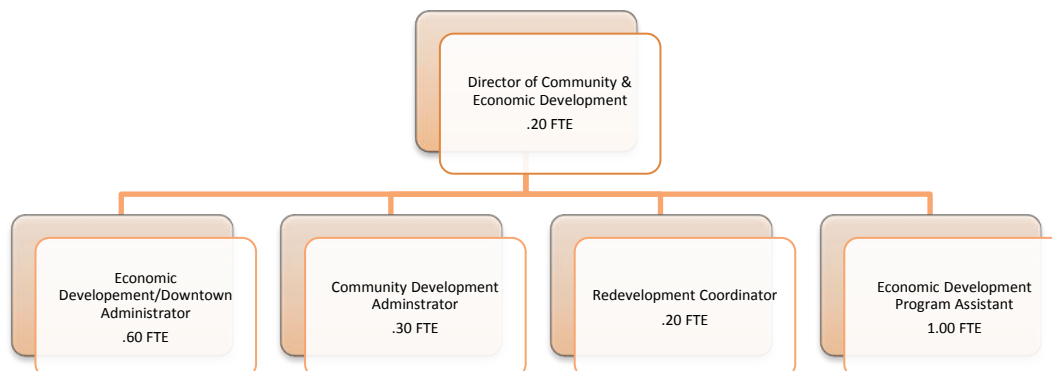 Director of Community &
Economic Development
.20 FTE
Economic
Developement/Downtown
Administrator
.60 FTE
Community Development
Adminstrator
.30 FTE
Redevelopment Coordinator
.20 FTE
Economic Development
Program Assistant
1.00 FTE